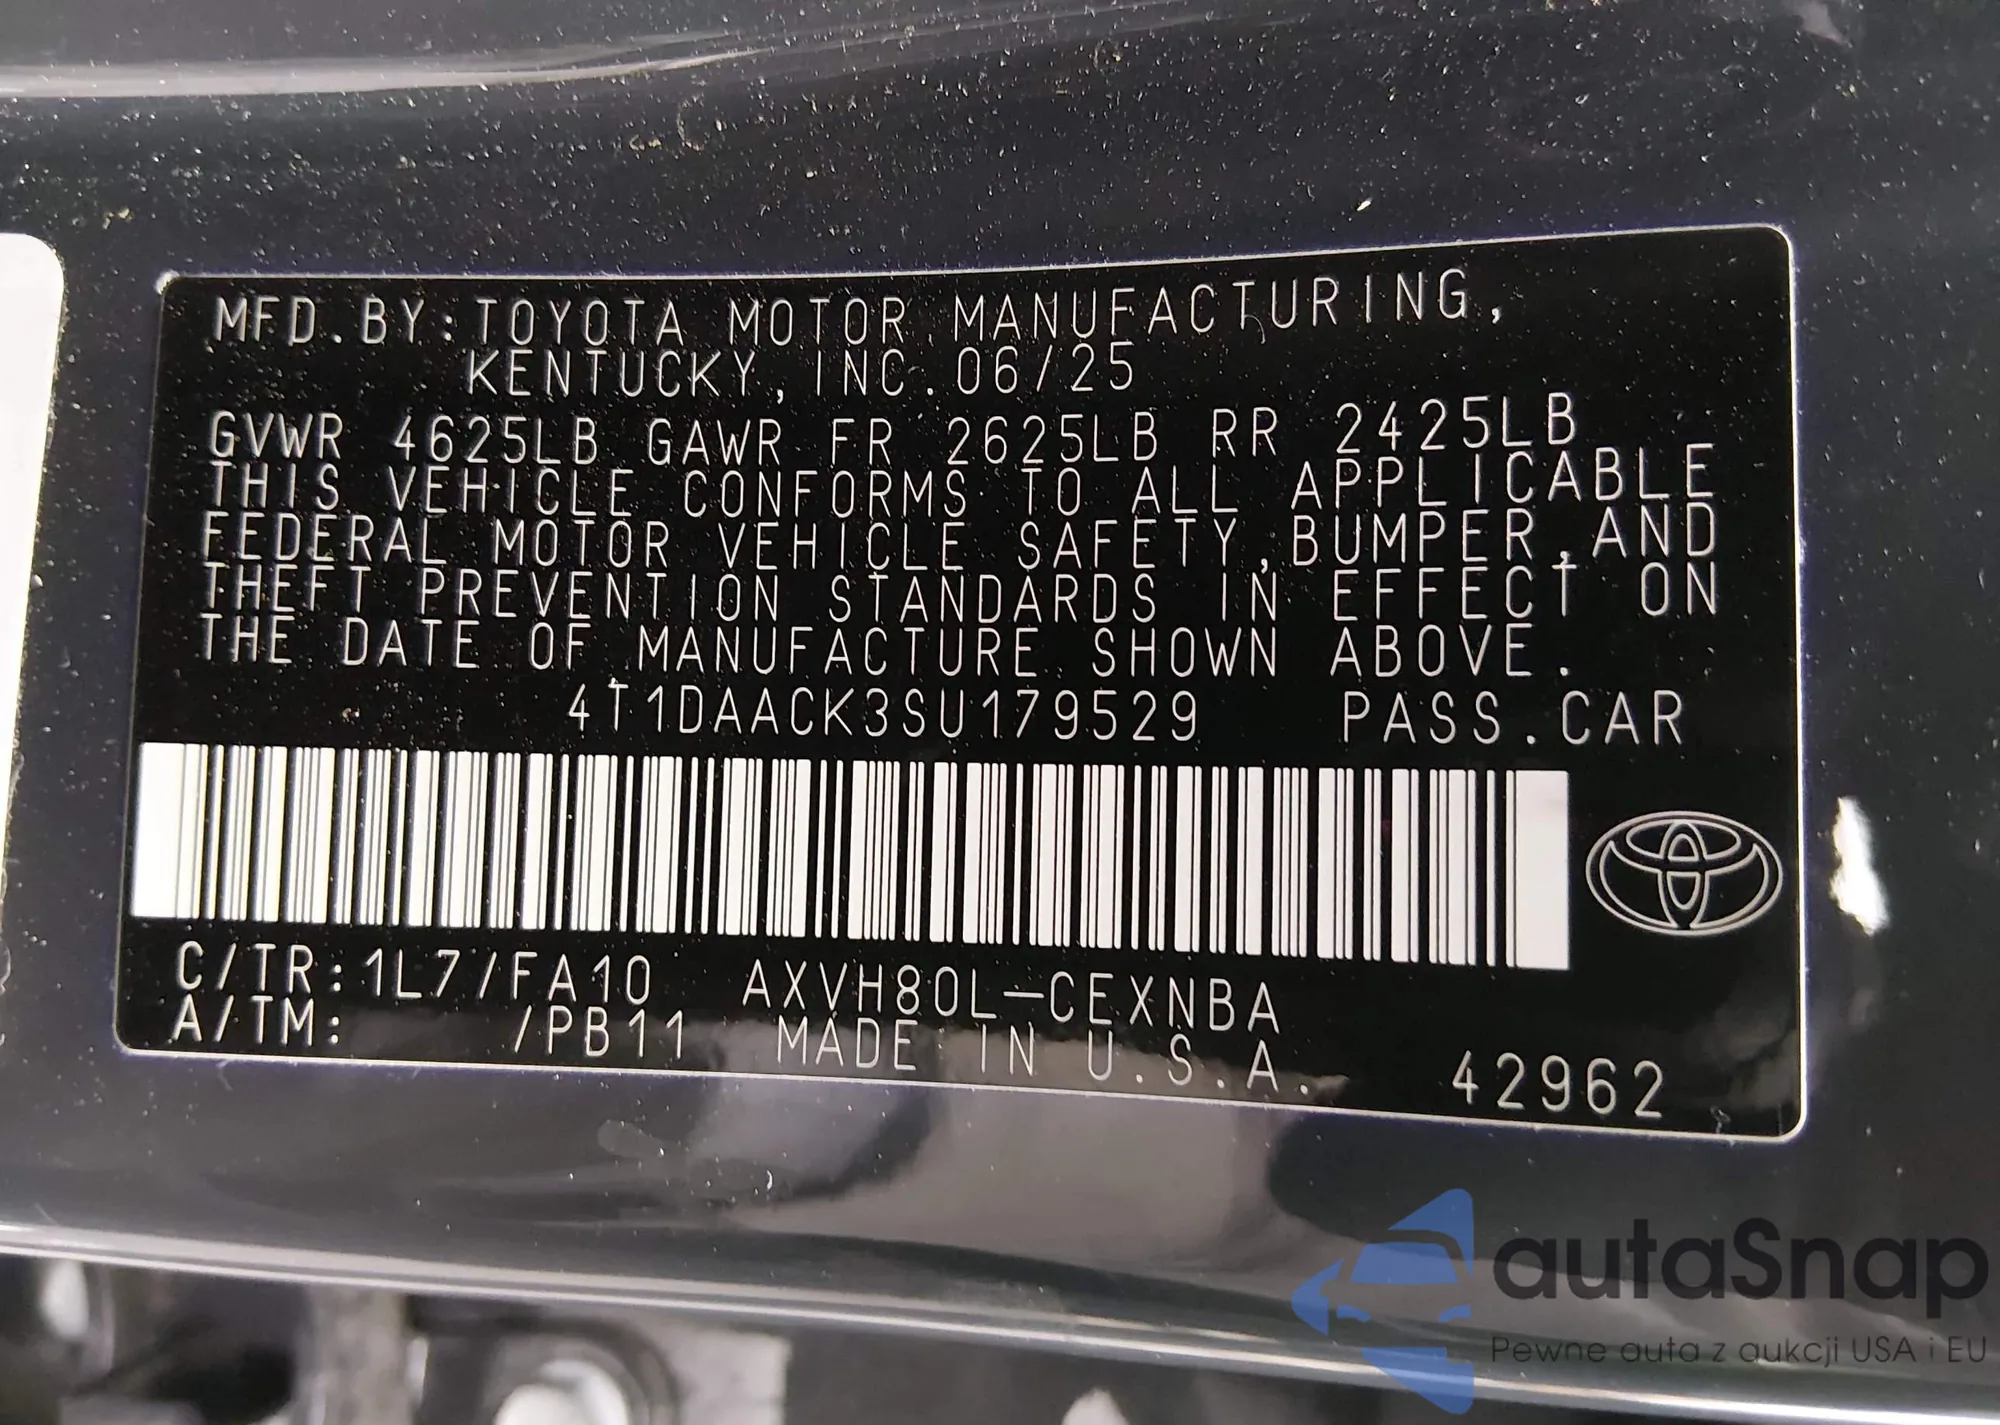 MFD.BY:TOYOTA MOTOR MANUFACTURING,
KENTUCKY, INC. 06/25
GVWR 4625LB GAWR FR 2625LB RR 2425LB
THIS VEHICLE CONFORMS TO ALL APPLICABLE
FEDERAL MOTOR VEHICLE SAFETY,BUMPER,AND
THEFT PREVENTION STANDARDS IN EFFECT ON
THE DATE OF MANUFACTURE SHOWN ABOVE.
4T1DAACK3SU179529 PASS.CAR
C/TR:1L7/FA10 AXVH80L-CEXNBA
A/TM: /PB11 MADE IN U.S.A. 42962
autaSnap
Pewne auta z aukcji USA i EU